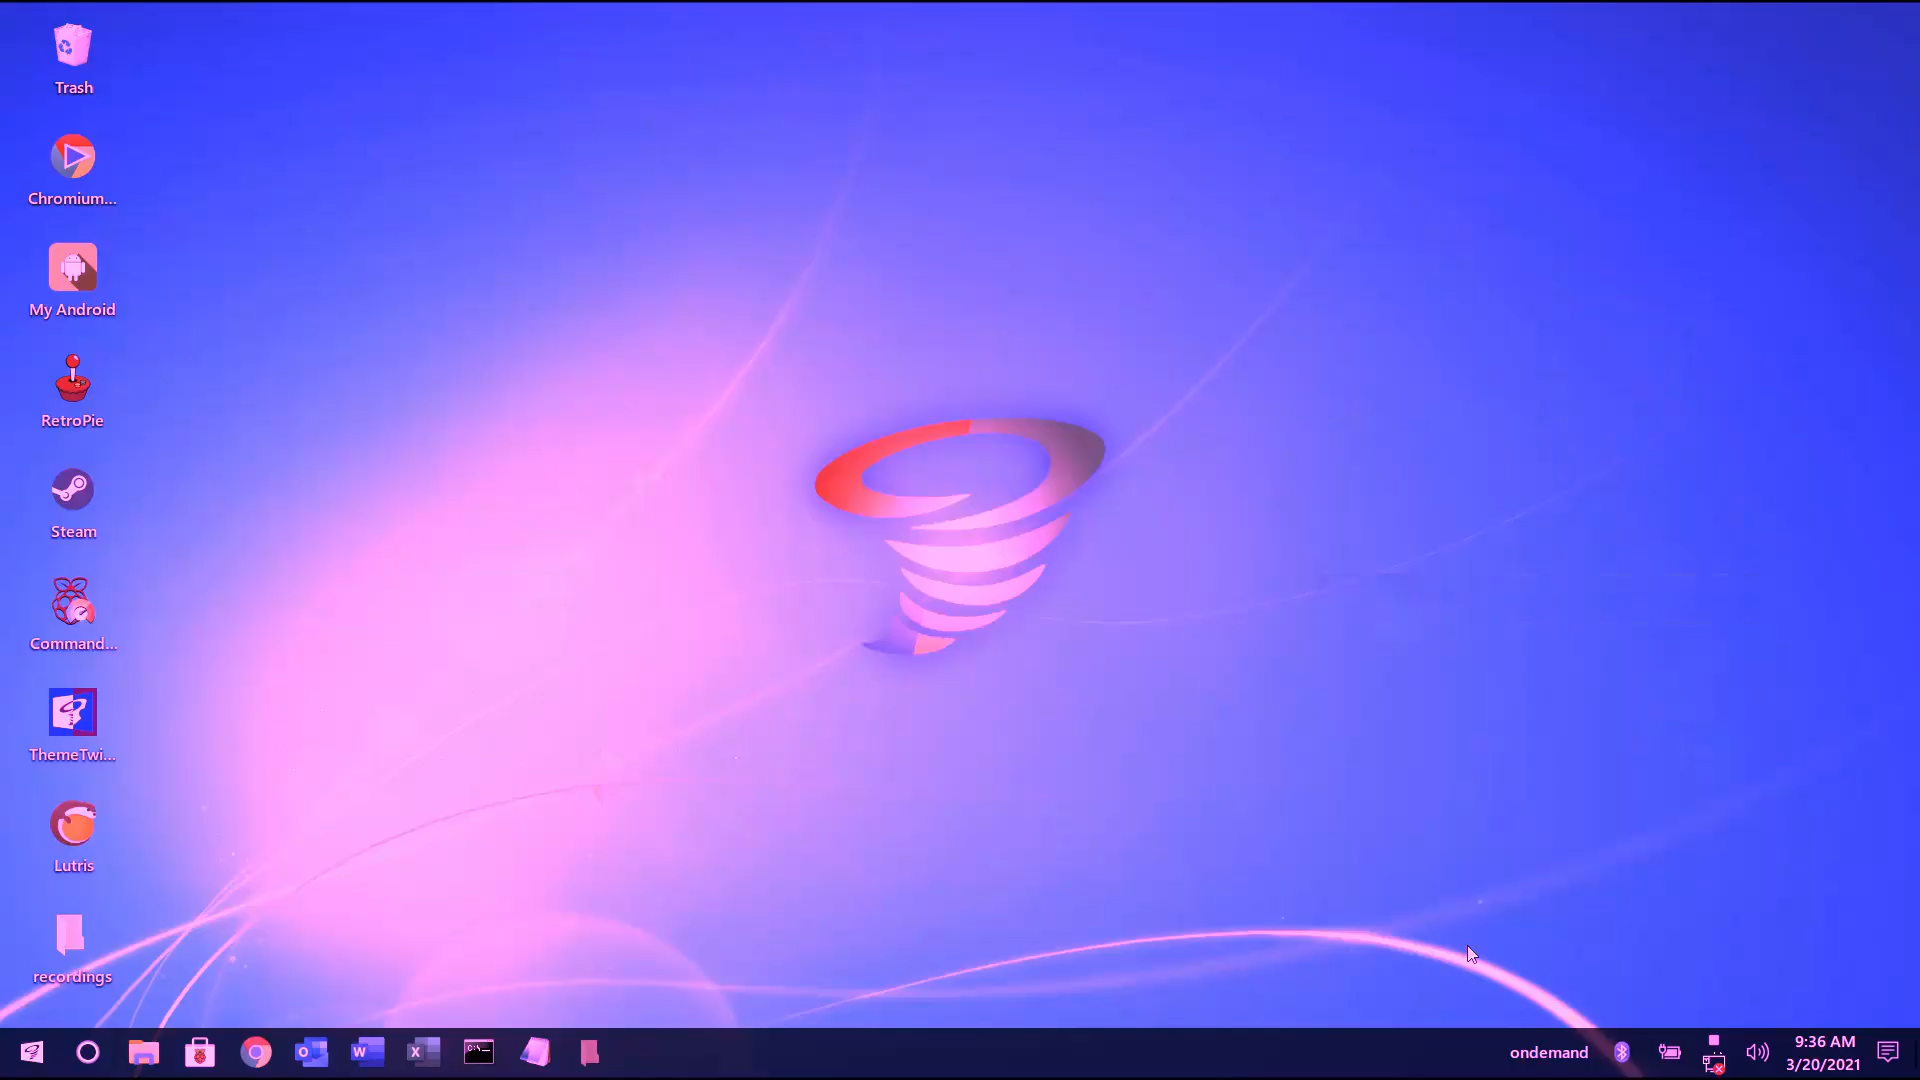 Trash
Chromium...
My Android
RetroPie
Steam
Command...
ThemeTwi...
Lutris
recordings
ondemand
9:36 AM
3/20/2021